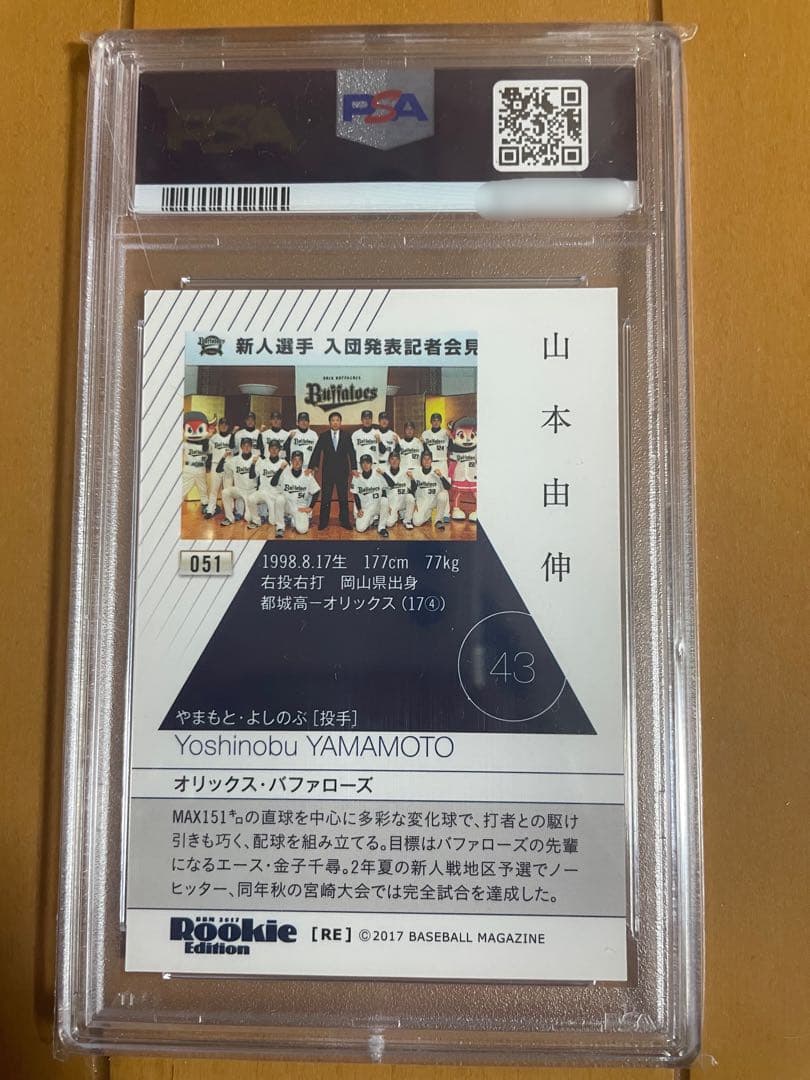 PSA
PSA
Buffaloes 新人選手 入団発表記者会見
Buffaloes
山本由伸
051
1998.8.17生 177cm 77kg
右投右打 岡山県出身
都城高ーオリックス（17④）
43
やまもと・よしのぶ［投手］
Yoshinobu YAMAMOTO
オリックス・バファローズ
MAX151㌔の直球を中心に多彩な変化球で、打者との駆け
引きも巧く、配球を組み立てる。目標はバファローズの先輩
になるエース・金子千尋。2年夏の新人戦地区予選でノー
ヒッター、同年秋の宮崎大会では完全試合を達成した。
BBM 2017
Rookie
Edition
[RE] ©2017 BASEBALL MAGAZINE
PSA